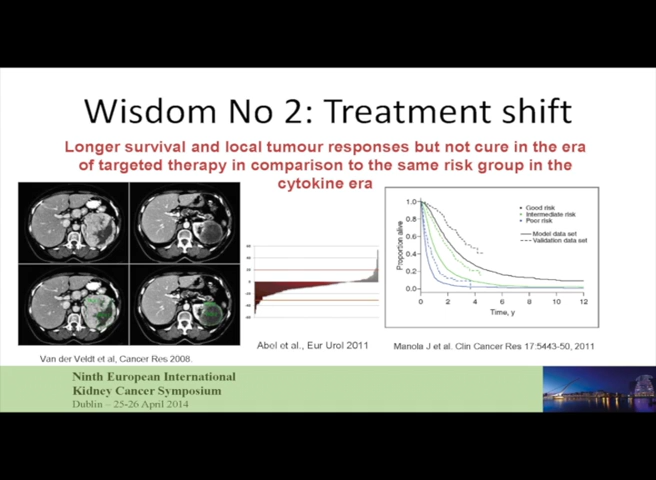 Wisdom No 2: Treatment shift
Longer survival and local tumour responses but not cure in the era
of targeted therapy in comparison to the same risk group in the
cytokine era
Proportion alive
1.0
0.8
0.6
0.4
0.2
0.0
Good risk
Intermediate risk
Poor risk
Model data set
Validation data set
0 2 4 6 8 10 12
Time, y
Van der Veldt et al, Cancer Res 2008.
Abel et al., Eur Urol 2011
Manola J et al. Clin Cancer Res 17:5443-50, 2011
Ninth European International
Kidney Cancer Symposium
Dublin – 25-26 April 2014